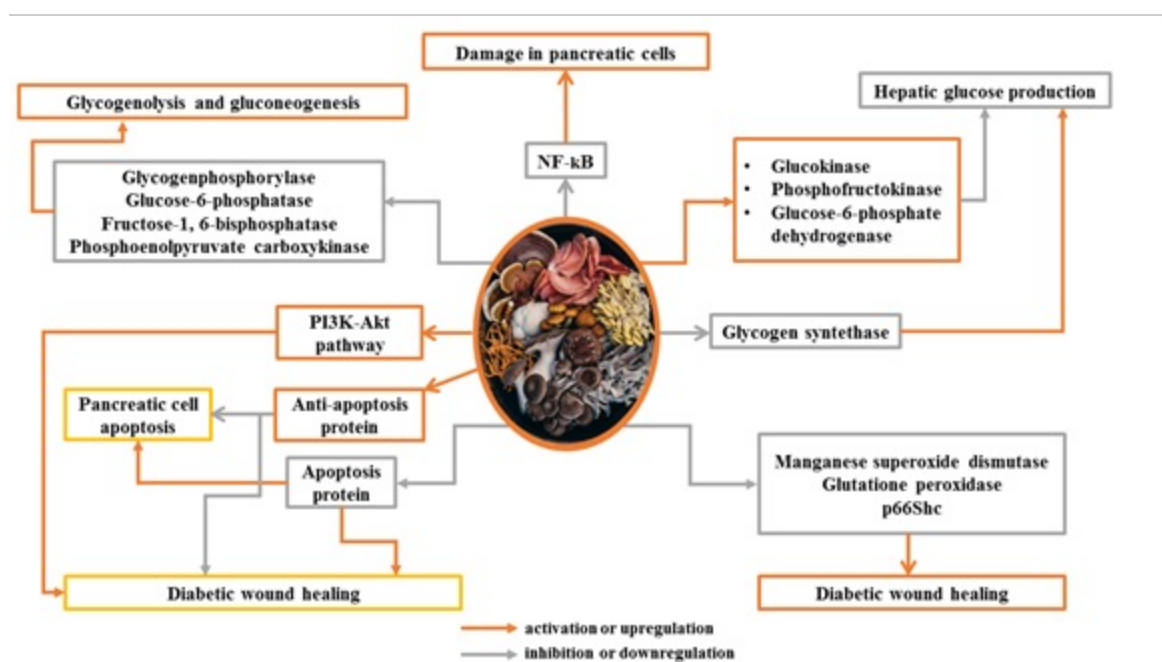 Damage in pancreatic cells
Glycogenolysis and gluconeogenesis
Hepatic glucose production
NF-kB
Glycogenphosphorylase
Glucose-6-phosphatase
Fructose-1, 6-bisphosphatase
Phosphoenolpyruvate carboxykinase
• Glucokinase
• Phosphofructokinase
• Glucose-6-phosphate
dehydrogenase
PI3K-Akt
pathway
Glycogen syntethase
Pancreatic cell
apoptosis
Anti-apoptosis
protein
Apoptosis
protein
Manganese superoxide dismutase
Glutatione peroxidase
p66Shc
Diabetic wound healing
Diabetic wound healing
activation or upregulation
inhibition or downregulation